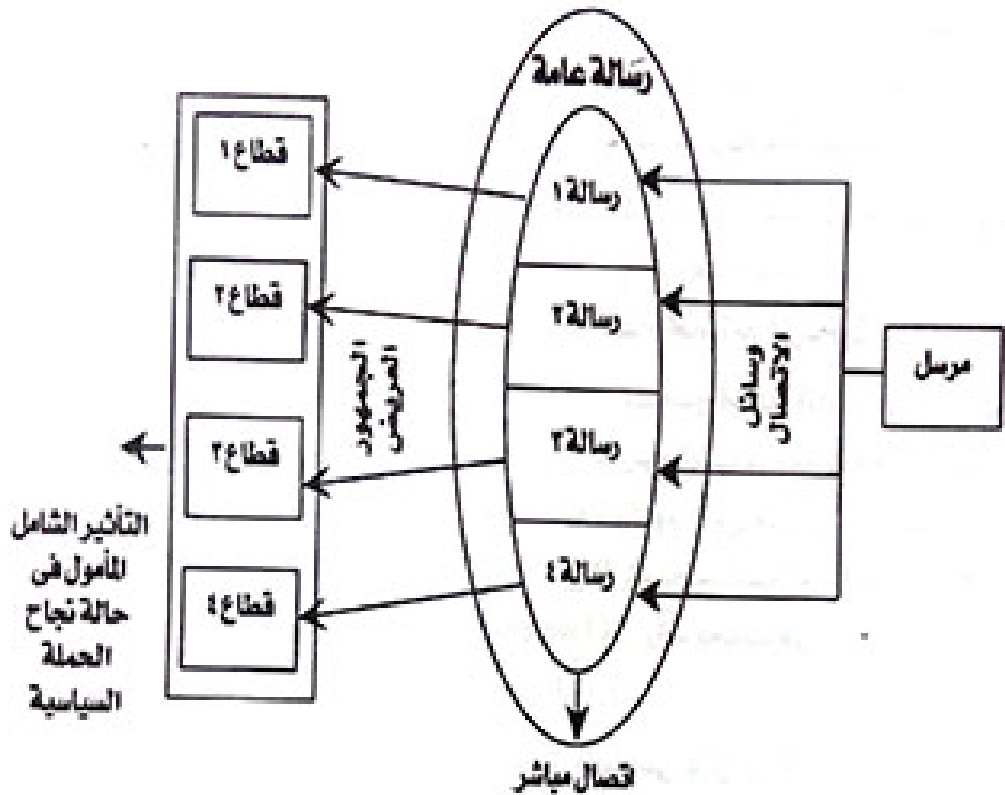 رسالة عامة
رسالة ١
رسالة ٢
رسالة ٣
رسالة ٤
مرسل
وسائل
الاتصال
الجمهور
العريض
قطاع ١
قطاع ٢
قطاع ٣
قطاع ٤
التأثير الشامل
المأمول فى
حالة نجاح
الحملة
السياسية
اتصال مباشر